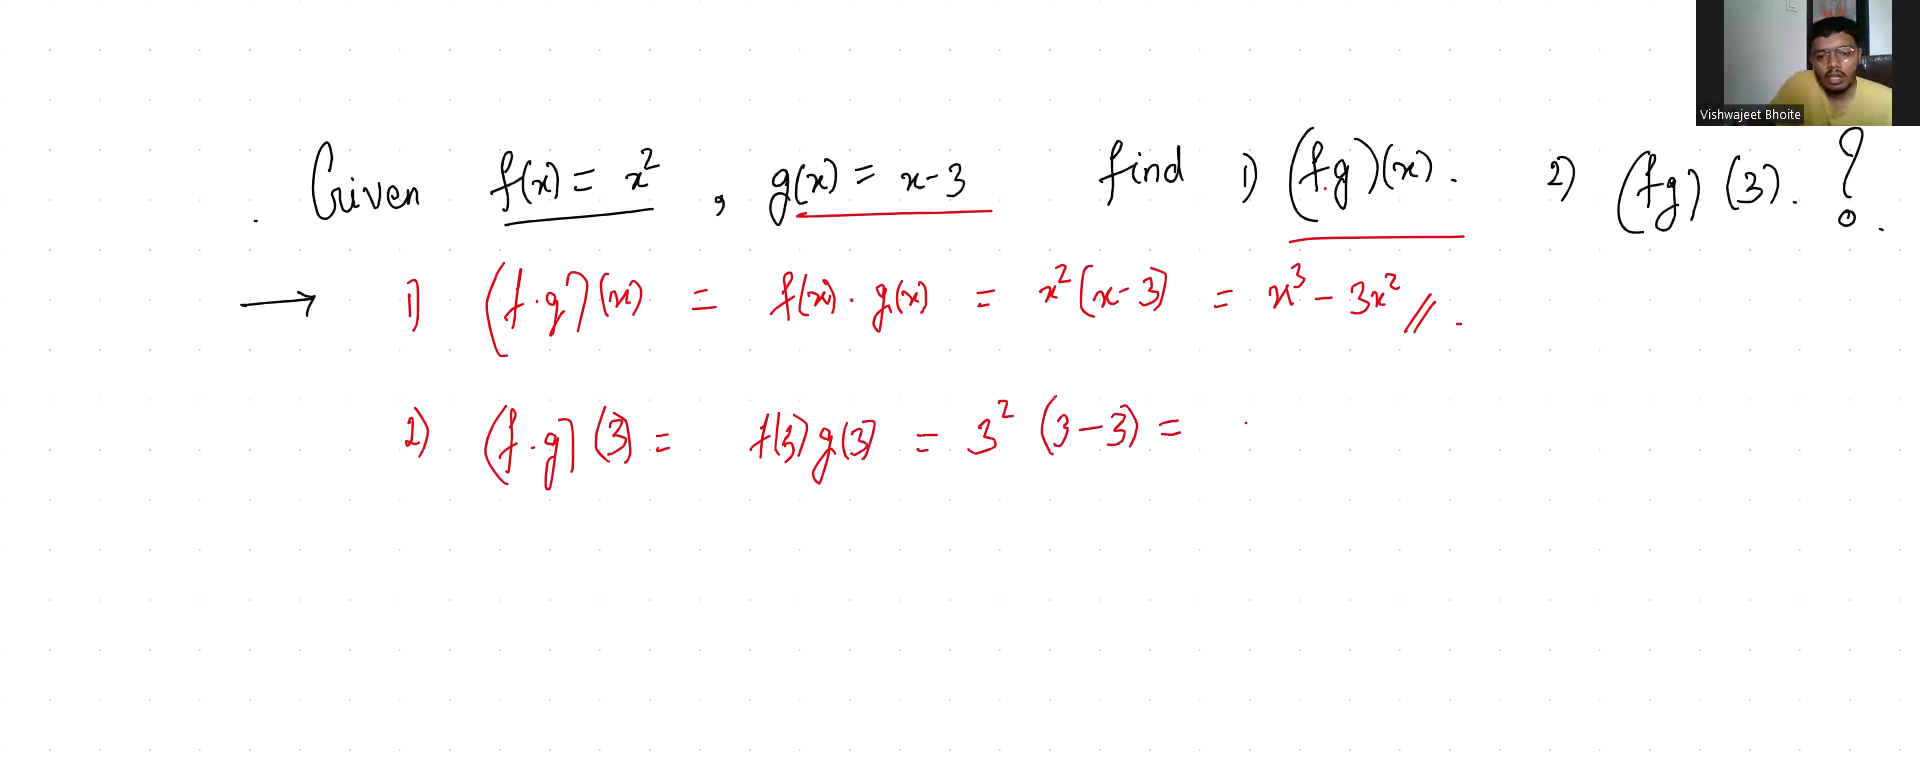 Vishwajeet Bhoite
Given f(x) = x² , g(x) = x-3 find 1) (f.g)(x). 2) (fg) (3). ?
→ 1) (f·g)(x) = f(x)·g(x) = x²(x-3) = x³ - 3x² //.
2) (f·g)(3) = f(3)g(3) = 3² (3-3) =